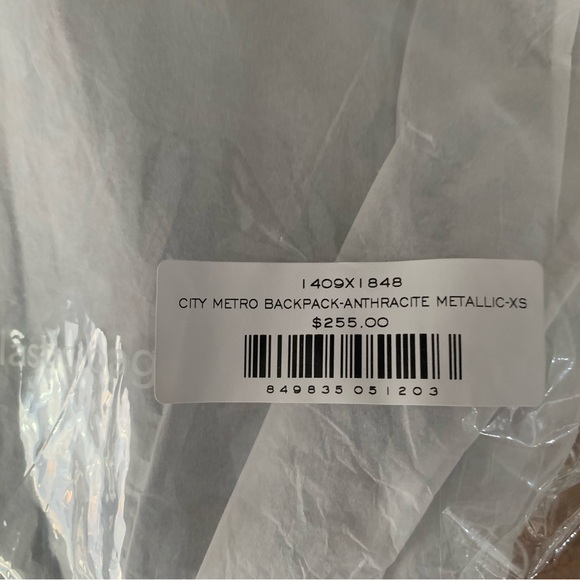 1409X1848
CITY METRO BACKPACK-ANTHRACITE METALLIC-XS
$255.00
849835 051203